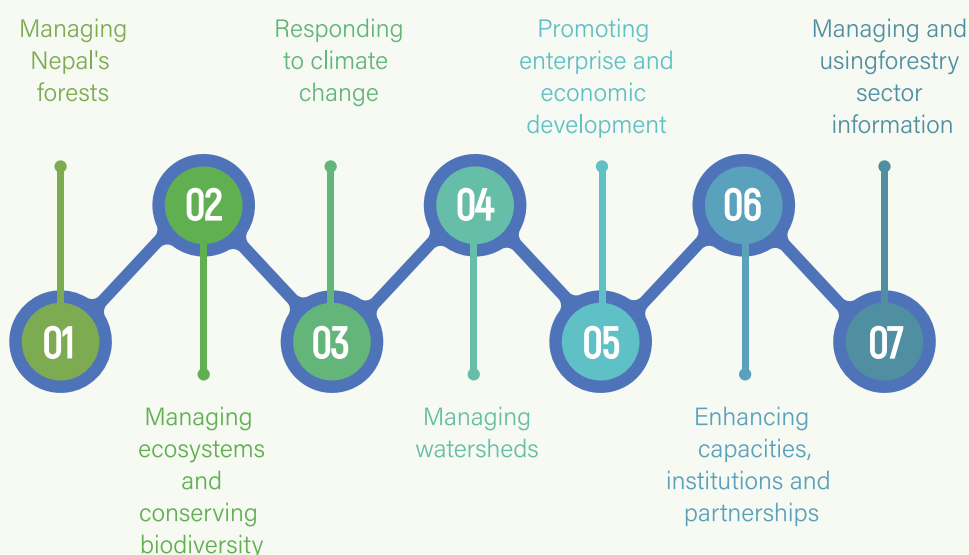 Managing
Nepal's
forests
Responding
to climate
change
Promoting
enterprise and
economic
development
Managing and
usingforestry
sector
information
02
04
06
01
03
05
07
Managing
ecosystems
and
conserving
biodiversity
Managing
watersheds
Enhancing
capacities,
institutions and
partnerships